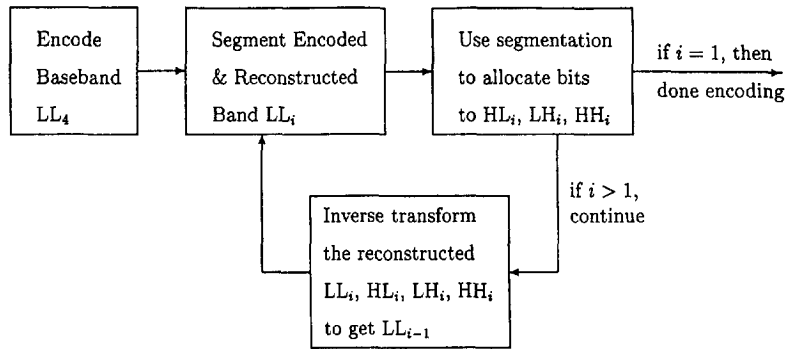 Encode
Baseband
LL₄
Segment Encoded
& Reconstructed
Band LLᵢ
Use segmentation
to allocate bits
to HLᵢ, LHᵢ, HHᵢ
if i = 1, then
done encoding
if i > 1,
continue
Inverse transform
the reconstructed
LLᵢ, HLᵢ, LHᵢ, HHᵢ
to get LLᵢ₋₁